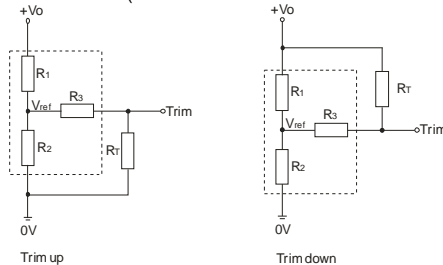 +Vo
R1
Vref
R3
Trim
R2
RT
0V
Trim up
+Vo
R1
RT
Vref
R3
Trim
R2
0V
Trim down